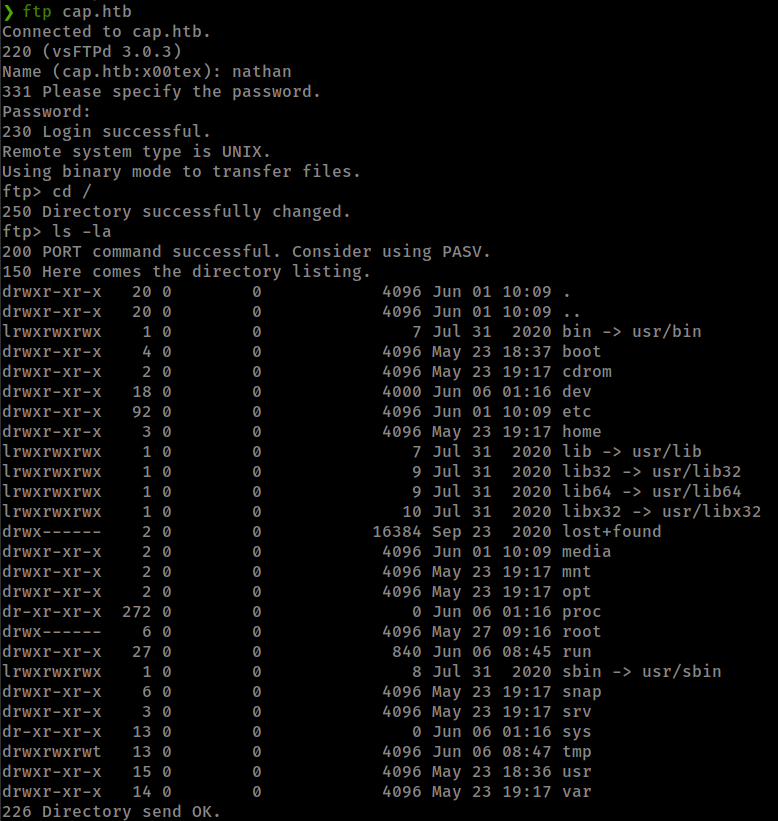 ❯ ftp cap.htb
Connected to cap.htb.
220 (vsFTPd 3.0.3)
Name (cap.htb:x00tex): nathan
331 Please specify the password.
Password:
230 Login successful.
Remote system type is UNIX.
Using binary mode to transfer files.
ftp> cd /
250 Directory successfully changed.
ftp> ls -la
200 PORT command successful. Consider using PASV.
150 Here comes the directory listing.
drwxr-xr-x   20 0        0            4096 Jun 01 10:09 .
drwxr-xr-x   20 0        0            4096 Jun 01 10:09 ..
lrwxrwxrwx    1 0        0               7 Jul 31  2020 bin -> usr/bin
drwxr-xr-x    4 0        0            4096 May 23 18:37 boot
drwxr-xr-x    2 0        0            4096 May 23 19:17 cdrom
drwxr-xr-x   18 0        0            4000 Jun 06 01:16 dev
drwxr-xr-x   92 0        0            4096 Jun 01 10:09 etc
drwxr-xr-x    3 0        0            4096 May 23 19:17 home
lrwxrwxrwx    1 0        0               7 Jul 31  2020 lib -> usr/lib
lrwxrwxrwx    1 0        0               9 Jul 31  2020 lib32 -> usr/lib32
lrwxrwxrwx    1 0        0               9 Jul 31  2020 lib64 -> usr/lib64
lrwxrwxrwx    1 0        0              10 Jul 31  2020 libx32 -> usr/libx32
drwx------    2 0        0           16384 Sep 23  2020 lost+found
drwxr-xr-x    2 0        0            4096 Jun 01 10:09 media
drwxr-xr-x    2 0        0            4096 May 23 19:17 mnt
drwxr-xr-x    2 0        0            4096 May 23 19:17 opt
dr-xr-xr-x  272 0        0               0 Jun 06 01:16 proc
drwx------    6 0        0            4096 May 27 09:16 root
drwxr-xr-x   27 0        0             840 Jun 06 08:45 run
lrwxrwxrwx    1 0        0               8 Jul 31  2020 sbin -> usr/sbin
drwxr-xr-x    6 0        0            4096 May 23 19:17 snap
drwxr-xr-x    3 0        0            4096 May 23 19:17 srv
dr-xr-xr-x   13 0        0               0 Jun 06 01:16 sys
drwxrwxrwt   13 0        0            4096 Jun 06 08:47 tmp
drwxr-xr-x   15 0        0            4096 May 23 18:36 usr
drwxr-xr-x   14 0        0            4096 May 23 19:17 var
226 Directory send OK.